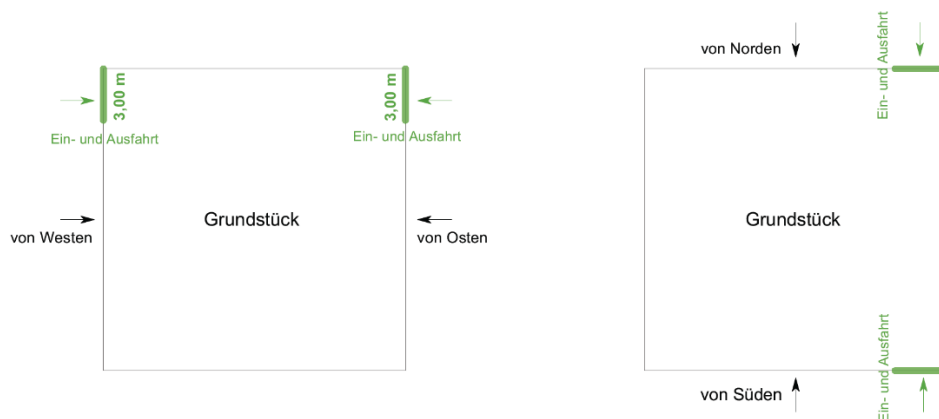 von Norden
Ein- und Ausfahrt
3,00 m
3,00 m
Ein- und Ausfahrt
Ein- und Ausfahrt
Grundstück
Grundstück
von Westen
von Osten
Ein- und Ausfahrt
von Süden